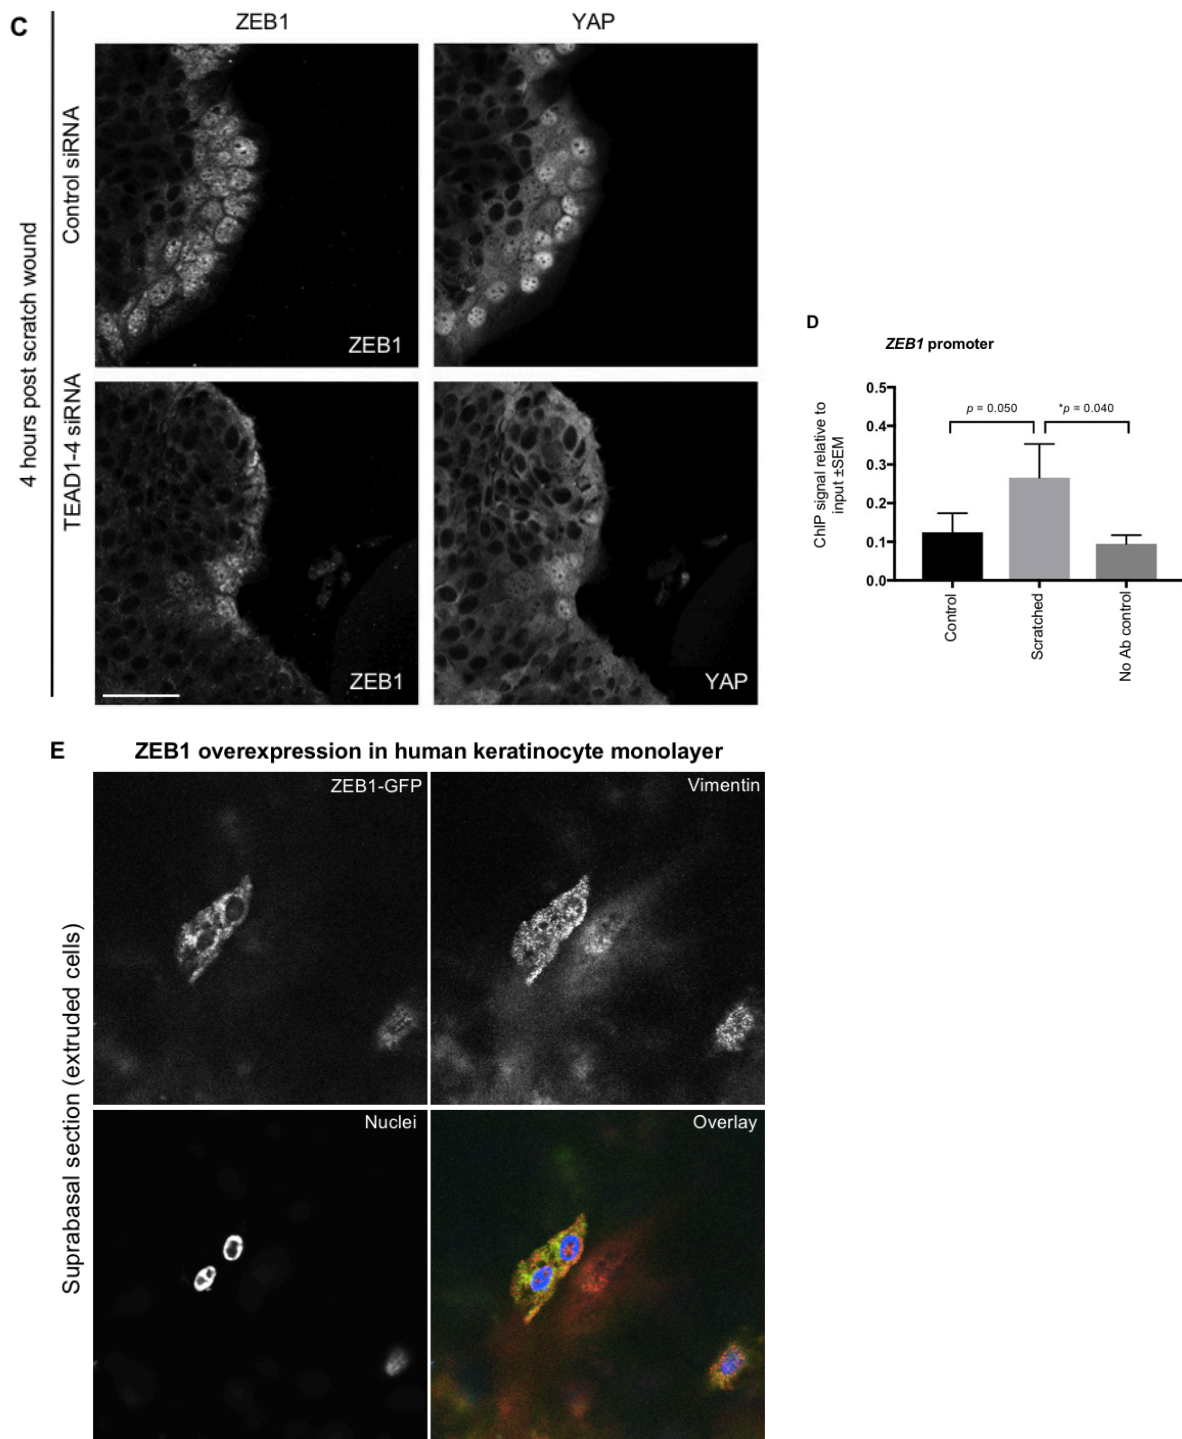 C
ZEB1
YAP
4 hours post scratch wound
Control siRNA
ZEB1
TEAD1-4 siRNA
ZEB1
YAP
D
ZEB1 promoter
ChIP signal relative to
input ±SEM
0.5
0.4
0.3
0.2
0.1
0.0
p = 0.050
*p = 0.040
Control
Scratched
No Ab control
E
ZEB1 overexpression in human keratinocyte monolayer
Suprabasal section (extruded cells)
ZEB1-GFP
Vimentin
Nuclei
Overlay